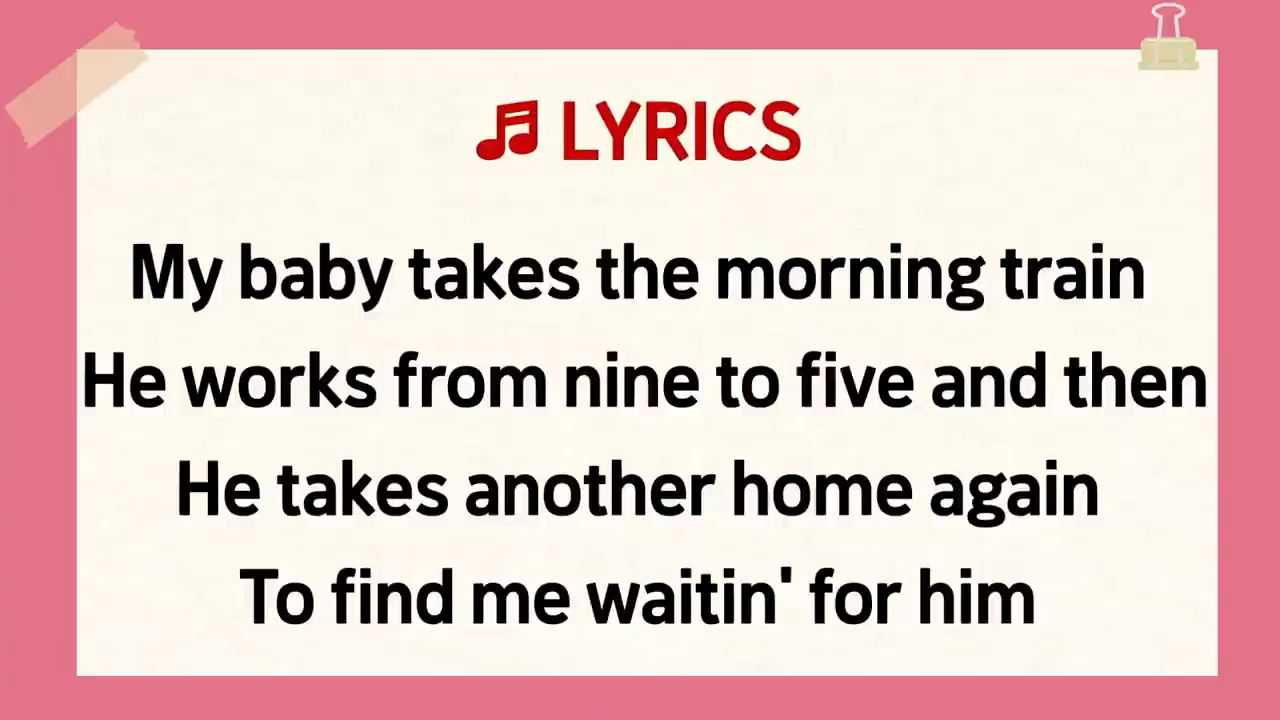 🎵 LYRICS
My baby takes the morning train
He works from nine to five and then
He takes another home again
To find me waitin' for him